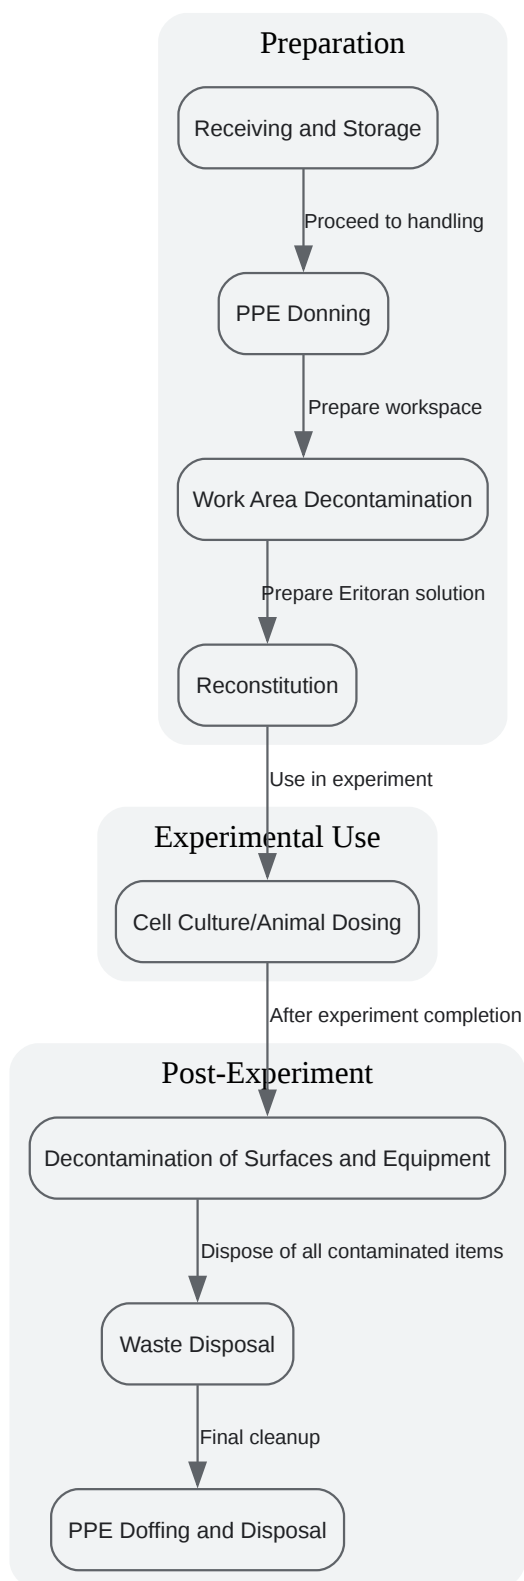 Preparation
Receiving and Storage
Proceed to handling
PPE Donning
Prepare workspace
Work Area Decontamination
Prepare Eritoran solution
Reconstitution
Use in experiment
Experimental Use
Cell Culture/Animal Dosing
After experiment completion
Post-Experiment
Decontamination of Surfaces and Equipment
Dispose of all contaminated items
Waste Disposal
Final cleanup
PPE Doffing and Disposal